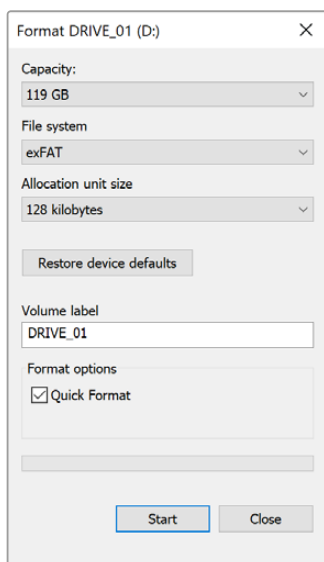 Format DRIVE_01 (D:)
Capacity:
119 GB
File system
exFAT
Allocation unit size
128 kilobytes
Restore device defaults
Volume label
DRIVE_01
Format options
Quick Format
Start Close